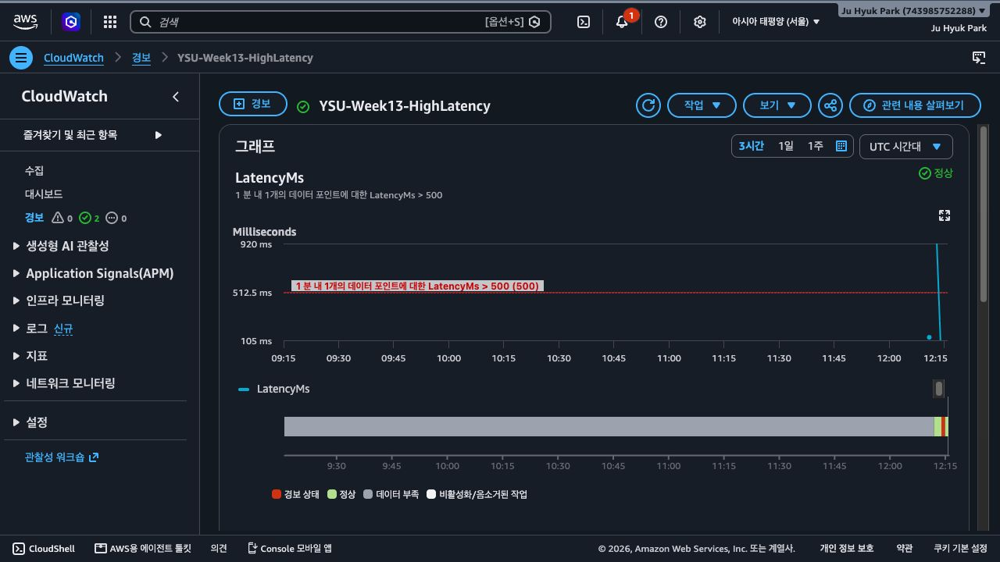 aws
검색
[옵션+S]
1
아시아 태평양 (서울)
Ju Hyuk Park (743985752288)
Ju Hyuk Park
CloudWatch
경보
YSU-Week13-HighLatency
CloudWatch
즐겨찾기 및 최근 항목
수집
대시보드
경보 0 2 0
생성형 AI 관찰성
Application Signals(APM)
인프라 모니터링
로그 신규
지표
네트워크 모니터링
설정
관찰성 워크숍
경보
YSU-Week13-HighLatency
작업
보기
관련 내용 살펴보기
그래프
3시간 1일 1주
UTC 시간대
LatencyMs
정상
1 분 내 1개의 데이터 포인트에 대한 LatencyMs > 500
Milliseconds
920 ms
1 분 내 1개의 데이터 포인트에 대한 LatencyMs > 500 (500)
512.5 ms
105 ms
09:15 09:30 09:45 10:00 10:15 10:30 10:45 11:00 11:15 11:30 11:45 12:00 12:15
LatencyMs
9:30 9:45 10:00 10:15 10:30 10:45 11:00 11:15 11:30 11:45 12:00 12:15
경보 상태 정상 데이터 부족 비활성화/음소거된 작업
CloudShell
AWS용 에이전트 툴킷
의견
Console 모바일 앱
© 2026, Amazon Web Services, Inc. 또는 계열사.
개인 정보 보호
약관
쿠키 기본 설정